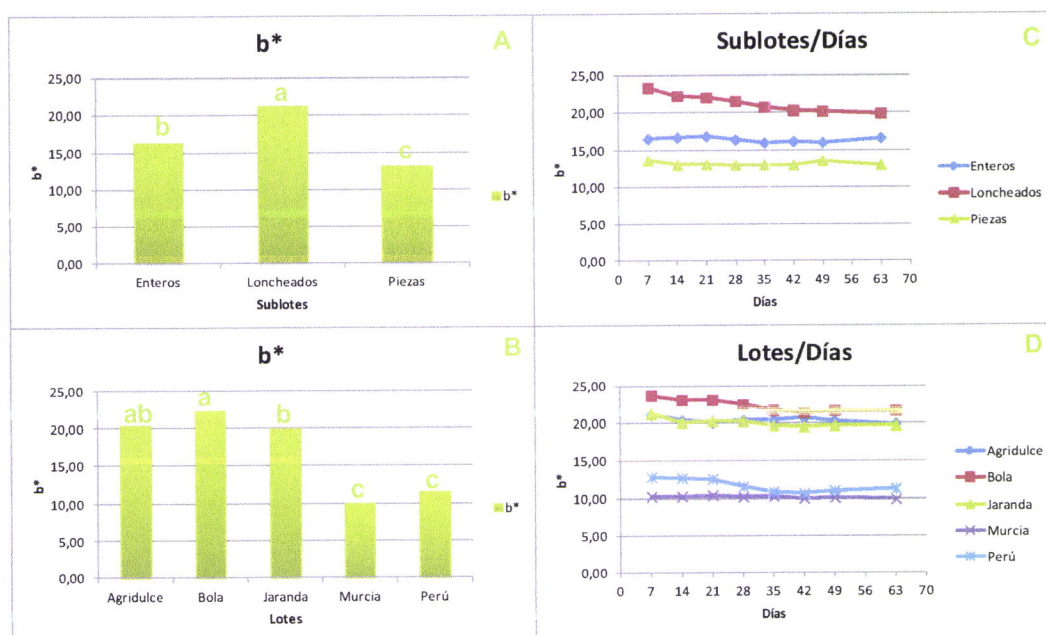 b*
A
25,00
20,00
15,00
10,00
5,00
0,00
b*
b
a
c
b*
Enteros
Loncheados
Piezas
Sublotes
Sublotes/Días
C
25,00
20,00
15,00
10,00
5,00
0,00
b*
0 7 14 21 28 35 42 49 56 63 70
Días
Enteros
Loncheados
Piezas
b*
B
25,00
20,00
15,00
10,00
5,00
0,00
b*
ab
a
b
c
c
b*
Agridulce
Bola
Jaranda
Murcia
Perú
Lotes
Lotes/Días
D
25,00
20,00
15,00
10,00
5,00
0,00
b*
0 7 14 21 28 35 42 49 56 63 70
Días
Agridulce
Bola
Jaranda
Murcia
Perú